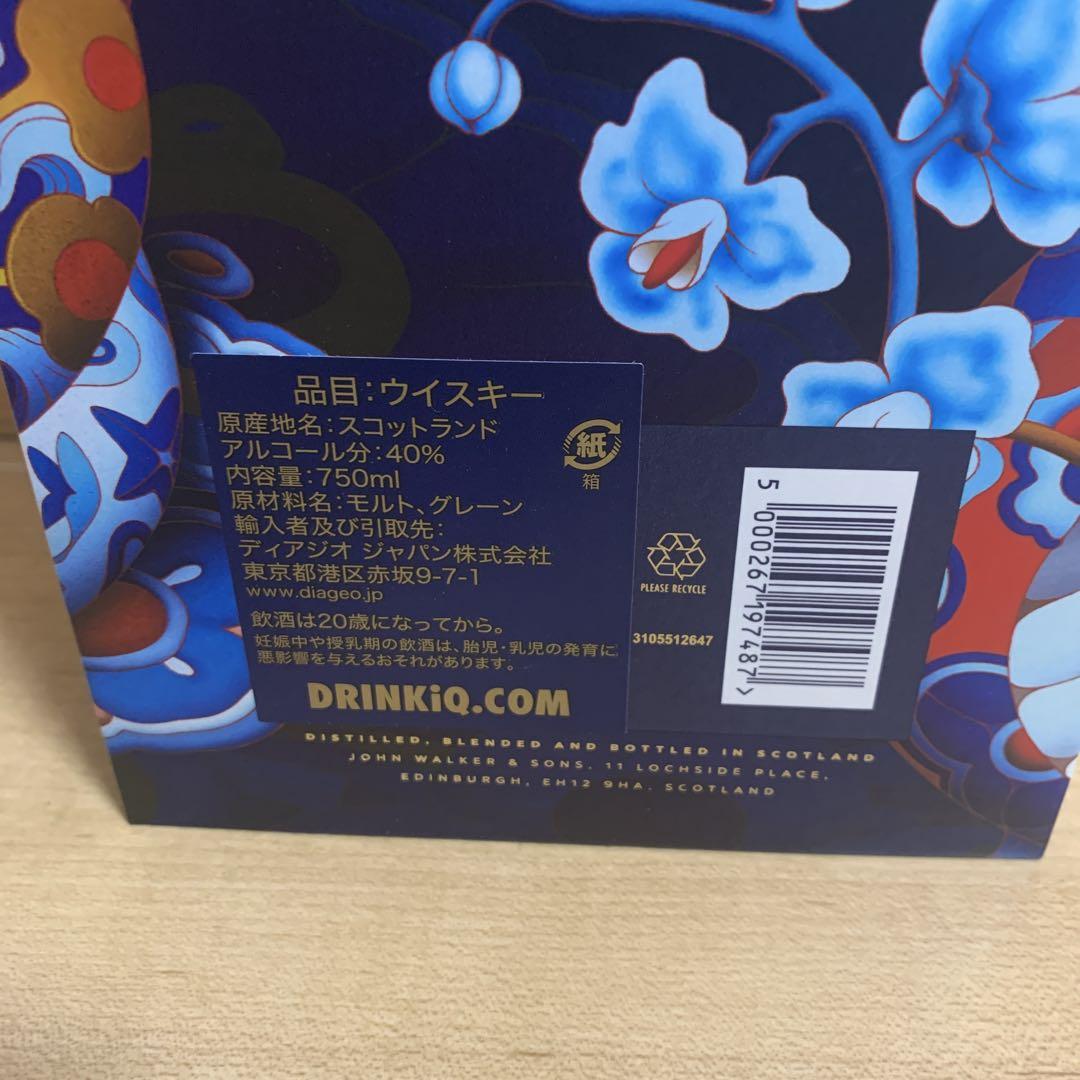 品目:ウイスキー
原産地名:スコットランド
アルコール分:40%
内容量:750ml
原材料名:モルト、グレーン
輸入者及び引取先:
ディアジオ ジャパン株式会社
東京都港区赤坂9-7-1
www.diageo.jp
飲酒は20歳になってから。
妊娠中や授乳期の飲酒は、胎児・乳児の発育に
悪影響を与えるおそれがあります。
DRINKiQ.COM
紙
箱
PLEASE RECYCLE
3105512647
5 000267 197487 >
DISTILLED, BLENDED AND BOTTLED IN SCOTLAND
JOHN WALKER & SONS, 11 LOCHSIDE PLACE,
EDINBURGH, EH12 9HA. SCOTLAND